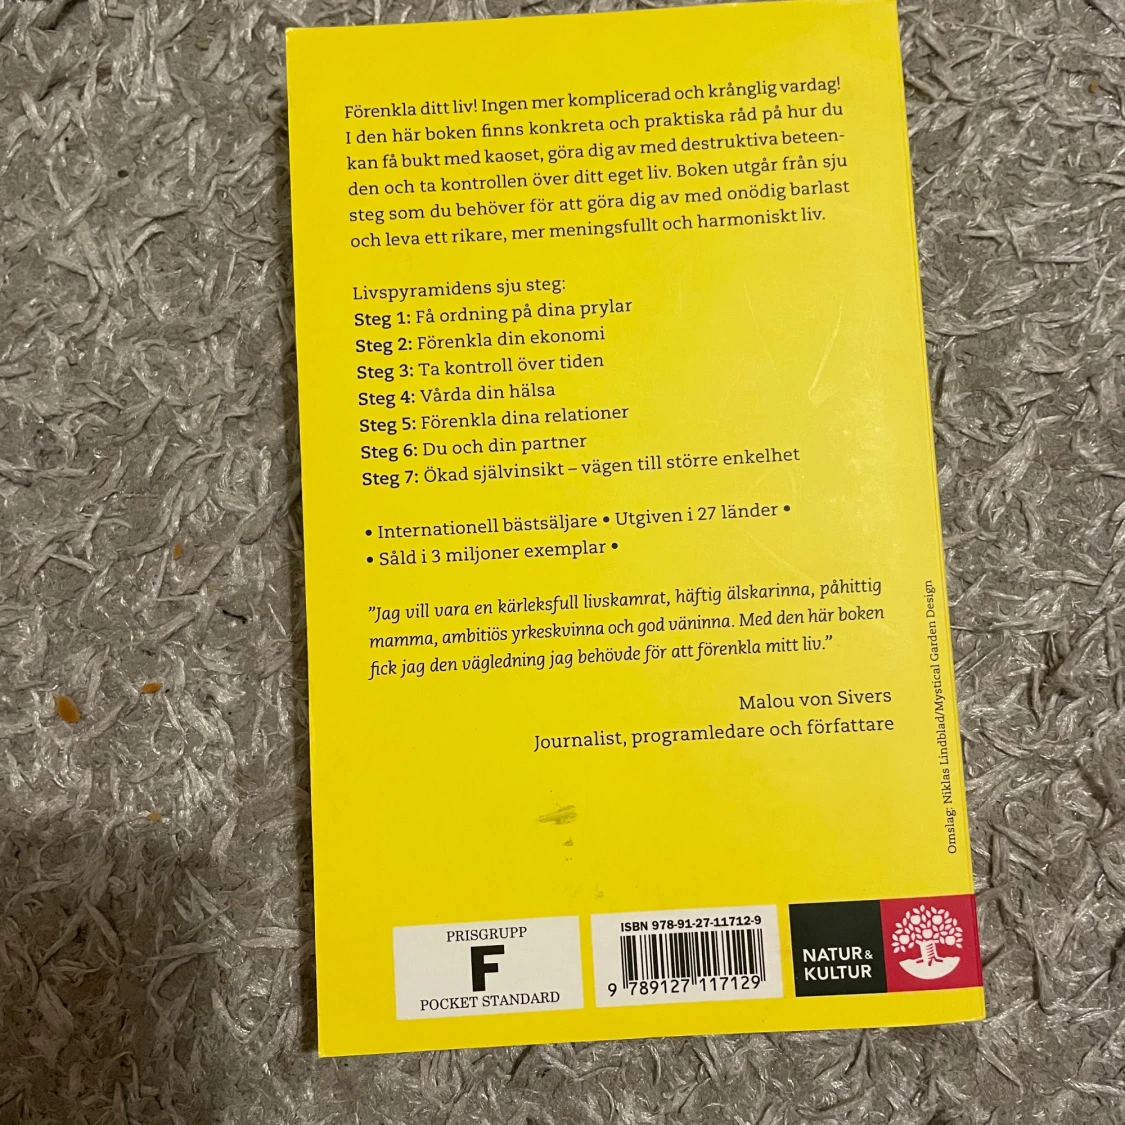 Förenkla ditt liv! Ingen mer komplicerad och krånglig vardag!
I den här boken finns konkreta och praktiska råd på hur du
kan få bukt med kaoset, göra dig av med destruktiva beteen-
den och ta kontrollen över ditt eget liv. Boken utgår från sju
steg som du behöver för att göra dig av med onödig barlast
och leva ett rikare, mer meningsfullt och harmoniskt liv.
Livspyramidens sju steg:
Steg 1: Få ordning på dina prylar
Steg 2: Förenkla din ekonomi
Steg 3: Ta kontroll över tiden
Steg 4: Vårda din hälsa
Steg 5: Förenkla dina relationer
Steg 6: Du och din partner
Steg 7: Ökad självinsikt – vägen till större enkelhet
• Internationell bästsäljare • Utgiven i 27 länder •
• Såld i 3 miljoner exemplar •
”Jag vill vara en kärleksfull livskamrat, häftig älskarinna, påhittig
mamma, ambitiös yrkeskvinna och god väninna. Med den här boken
fick jag den vägledning jag behövde för att förenkla mitt liv.”
Malou von Sivers
Journalist, programledare och författare
Omslag: Niklas Lindblad/Mystical Garden Design
PRISGRUPP
F
POCKET STANDARD
ISBN 978-91-27-11712-9
9 789127 117129
NATUR &
KULTUR